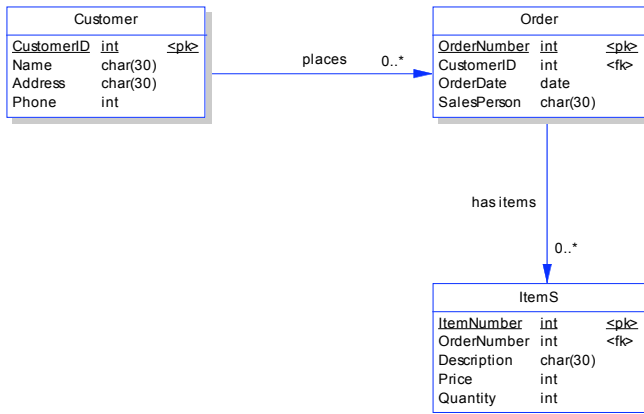 Customer
CustomerID int <pk>
Name char(30)
Address char(30)
Phone int
places 0..*
Order
OrderNumber int <pk>
CustomerID int <fk>
OrderDate date
SalesPerson char(30)
has items
0..*
ItemS
ItemNumber int <pk>
OrderNumber int <fk>
Description char(30)
Price int
Quantity int